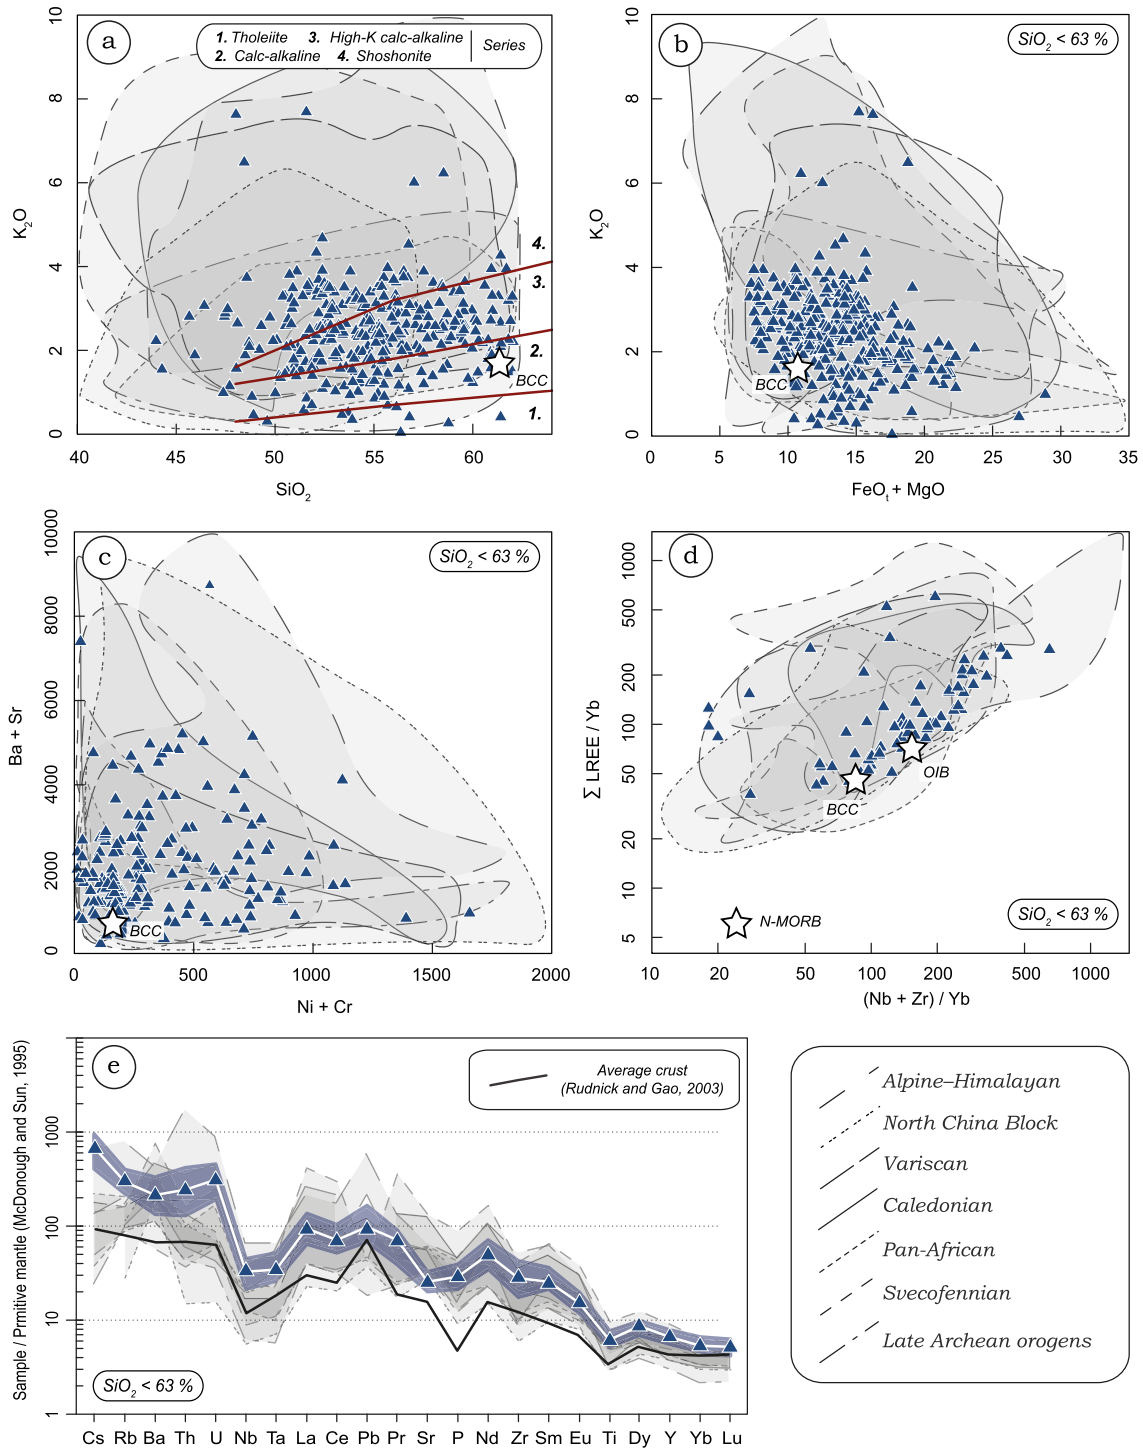 a
1. Tholeiite 3. High-K calc-alkaline
2. Calc-alkaline 4. Shoshonite
Series
10
8
6
4
2
0
K2O
4.
3.
2.
BCC
1.
40 45 50 55 60
SiO2
b
SiO2 < 63 %
10
8
6
4
2
0
K2O
BCC
0 5 10 15 20 25 30 35
FeOt + MgO
c
SiO2 < 63 %
10000
8000
6000
4000
2000
0
Ba + Sr
BCC
0 500 1000 1500 2000
Ni + Cr
d
1000
500
200
100
50
20
10
5
∑ LREE / Yb
OIB
BCC
N-MORB
SiO2 < 63 %
10 20 50 100 200 500 1000
(Nb + Zr) / Yb
e
Average crust
(Rudnick and Gao, 2003)
Sample / Prmitive mantle (McDonough and Sun, 1995)
1000
100
10
1
SiO2 < 63 %
Cs Rb Ba Th U Nb Ta La Ce Pb Pr Sr P Nd Zr Sm Eu Ti Dy Y Yb Lu
Alpine–Himalayan
North China Block
Variscan
Caledonian
Pan-African
Svecofennian
Late Archean orogens